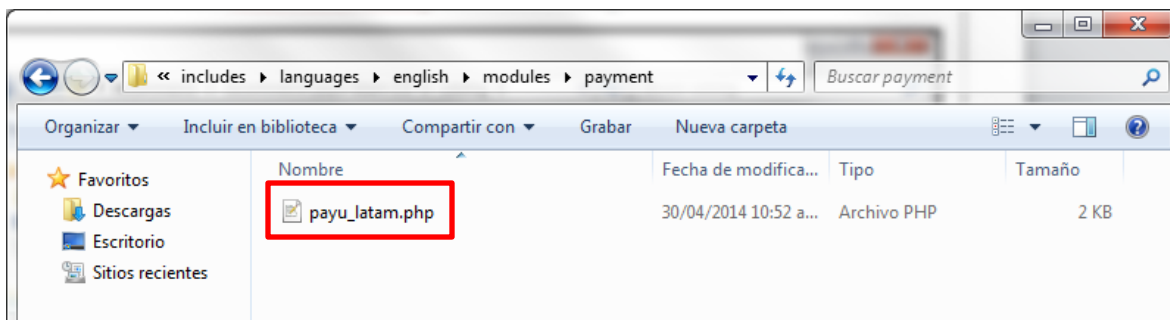 « includes ▸ languages ▸ english ▸ modules ▸ payment Buscar payment
Organizar Incluir en biblioteca Compartir con Grabar Nueva carpeta
Favoritos
Descargas
Escritorio
Sitios recientes
Nombre Fecha de modifica... Tipo Tamaño
payu_latam.php 30/04/2014 10:52 a... Archivo PHP 2 KB